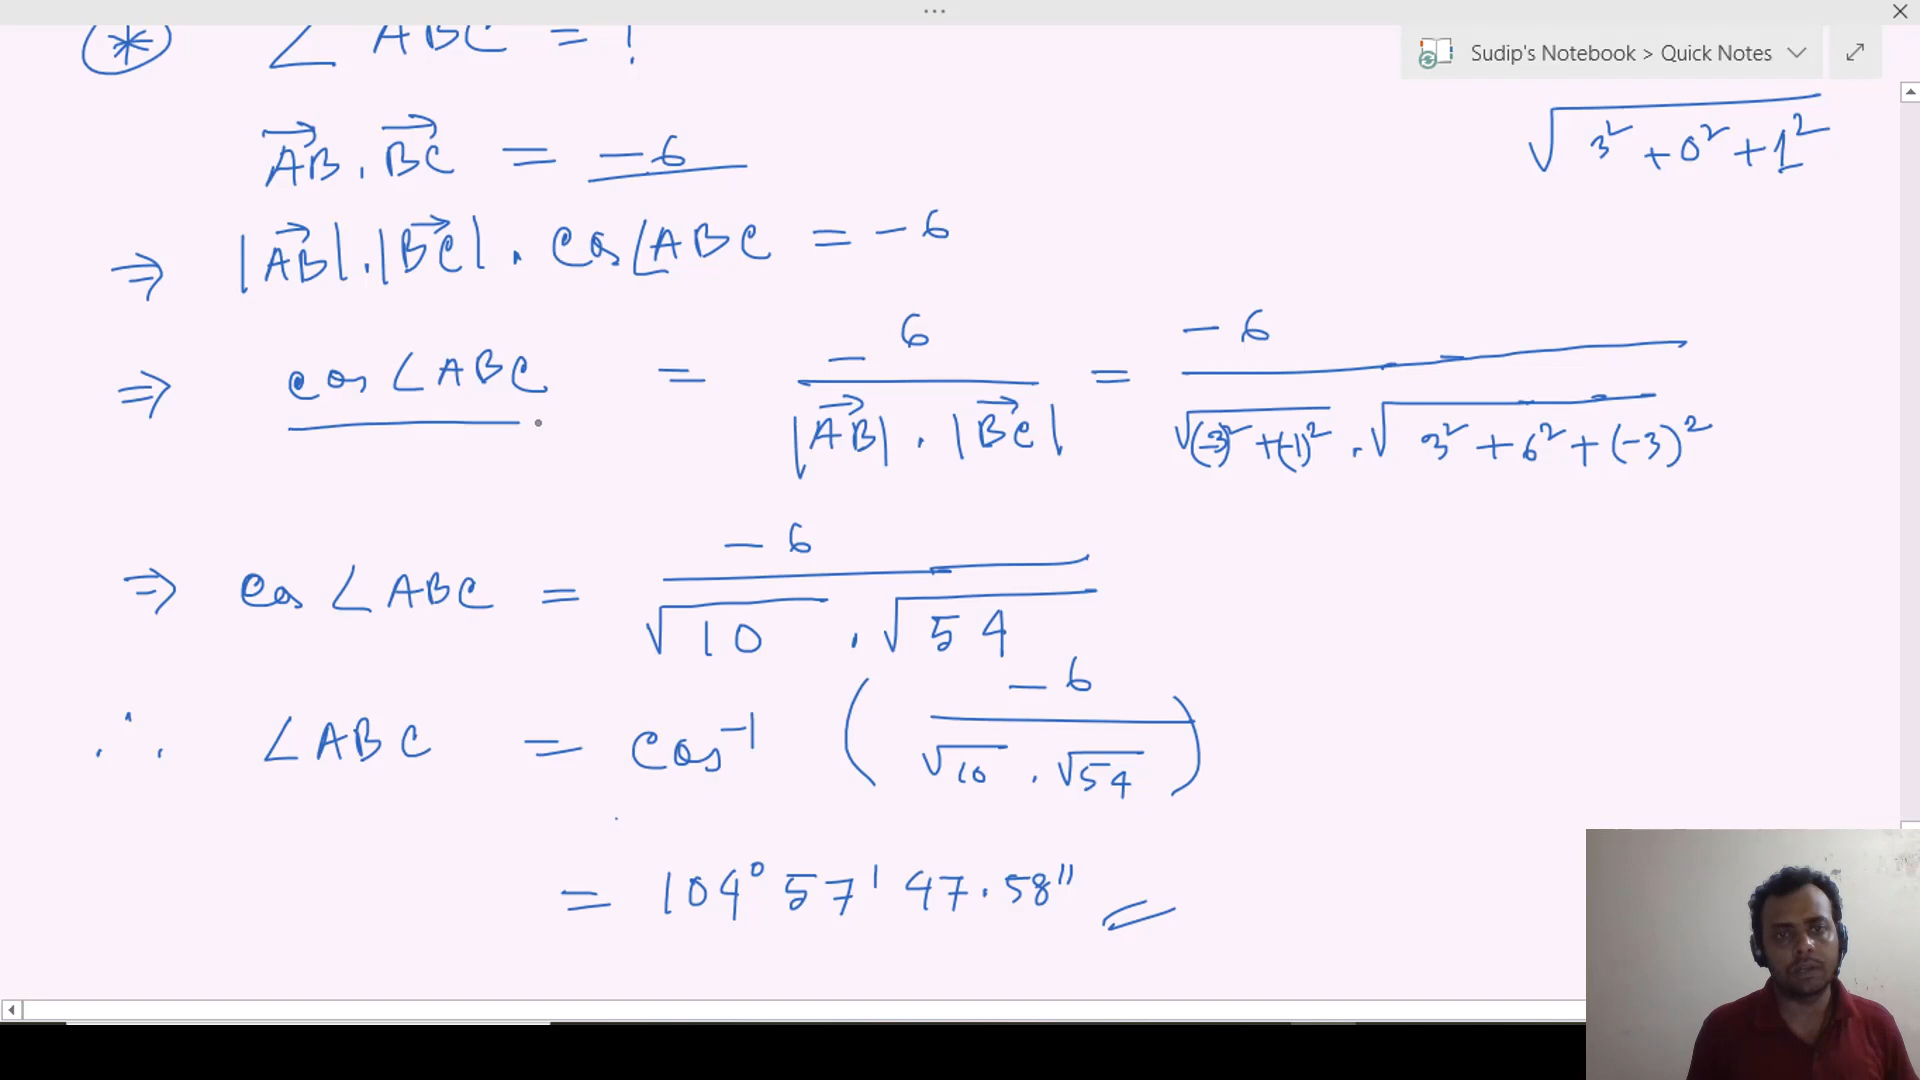 Sudip's Notebook > Quick Notes
* ∠ABC = ?
√(3² + 0² + 1²)
AB⃗ . BC⃗ = -6
⇒ |AB⃗| . |BC⃗| . cos∠ABC = -6
⇒ cos∠ABC = -6 / (|AB⃗| . |BC⃗|) = -6 / (√((-3)² + (-1)²) . √(3² + 6² + (-3)²))
⇒ cos∠ABC = -6 / (√10 . √54)
∴ ∠ABC = cos⁻¹ (-6 / (√10 . √54))
= 104° 57' 47.58"